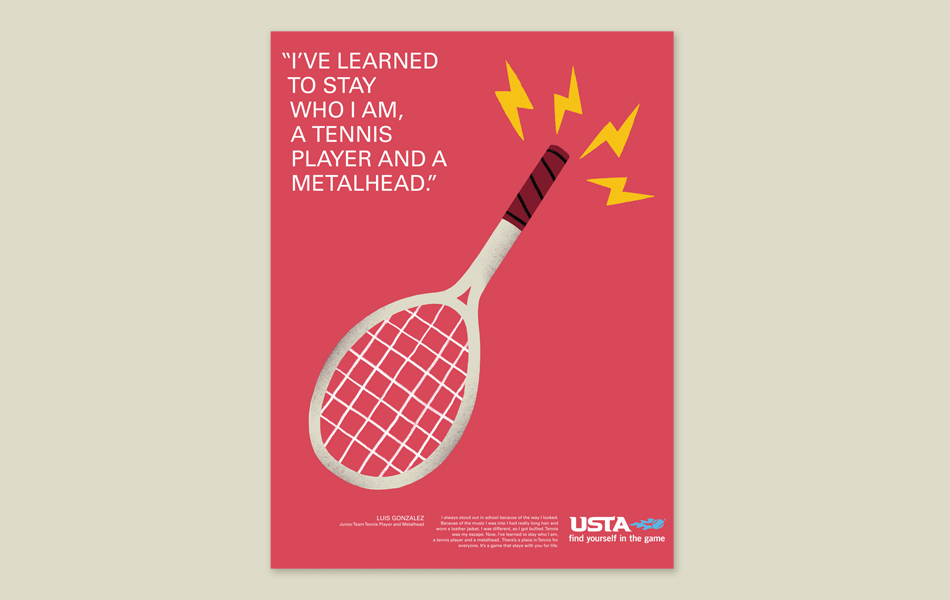 “I’VE LEARNED
TO STAY
WHO I AM,
A TENNIS
PLAYER AND A
METALHEAD.”
LUIS GONZALEZ
Junior Team Tennis Player and Metalhead
I always stood out in school because of the way I looked.
Because of the music I was into I had really long hair and
wore a leather jacket. I was different, so I got bullied. Tennis
was my escape. Now, I’ve learned to stay who I am,
a tennis player and a metalhead. There’s a place in Tennis for
everyone. It’s a game that stays with you for life.
USTA
find yourself in the game